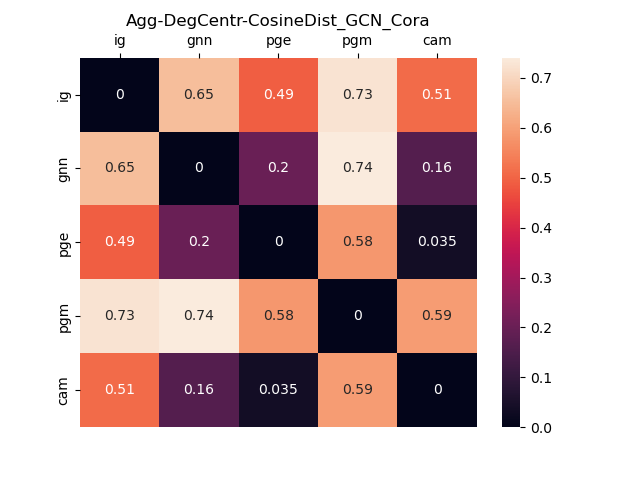 Agg-DegCentr-CosineDist_GCN_Cora
ig gnn pge pgm cam
ig 0 0.65 0.49 0.73 0.51
gnn 0.65 0 0.2 0.74 0.16
pge 0.49 0.2 0 0.58 0.035
pgm 0.73 0.74 0.58 0 0.59
cam 0.51 0.16 0.035 0.59 0
0.7
0.6
0.5
0.4
0.3
0.2
0.1
0.0